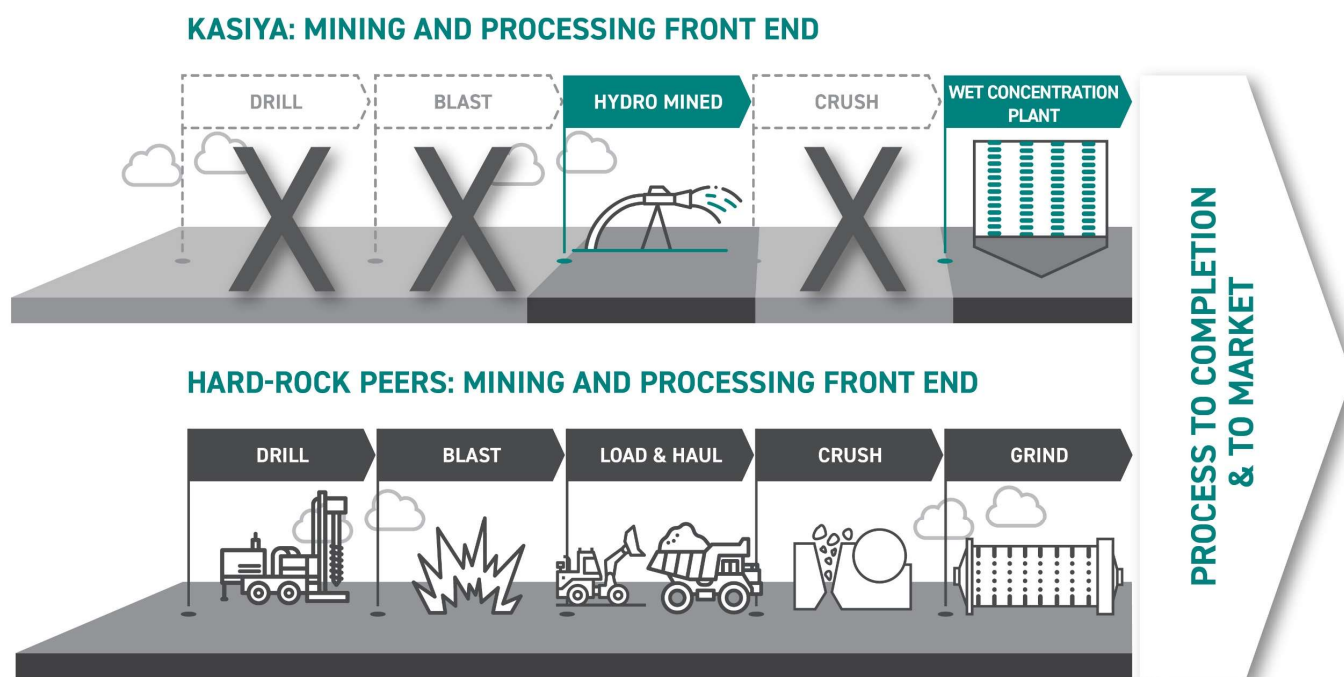 KASIYA: MINING AND PROCESSING FRONT END
DRILL
BLAST
HYDRO MINED
CRUSH
WET CONCENTRATION
PLANT
HARD-ROCK PEERS: MINING AND PROCESSING FRONT END
DRILL
BLAST
LOAD & HAUL
CRUSH
GRIND
PROCESS TO COMPLETION
& TO MARKET